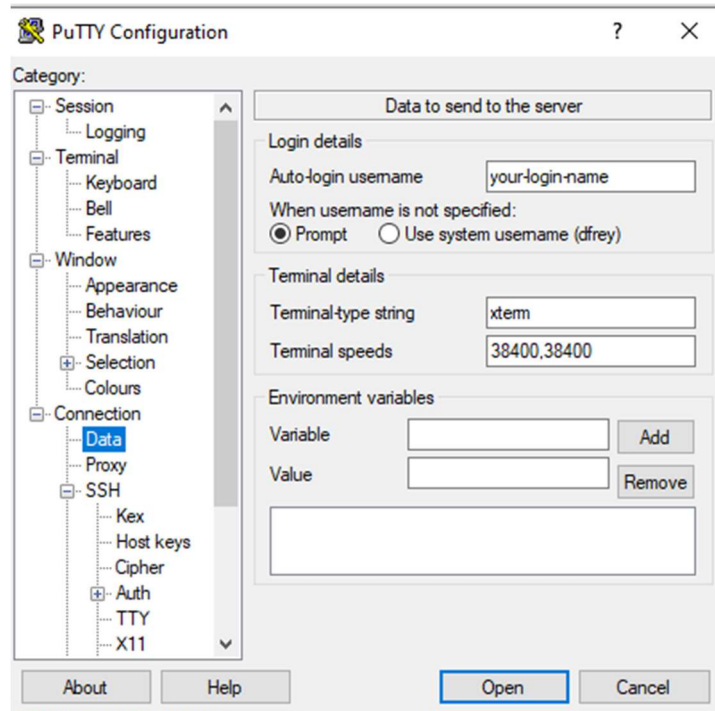 PuTTY Configuration
?
Category:
Session
Logging
Terminal
Keyboard
Bell
Features
Window
Appearance
Behaviour
Translation
Selection
Colours
Connection
Data
Proxy
SSH
Kex
Host keys
Cipher
Auth
TTY
X11
Data to send to the server
Login details
Auto-login username your-login-name
When username is not specified:
Prompt Use system username (dfrey)
Terminal details
Terminal-type string xterm
Terminal speeds 38400,38400
Environment variables
Variable Add
Value Remove
About Help Open Cancel